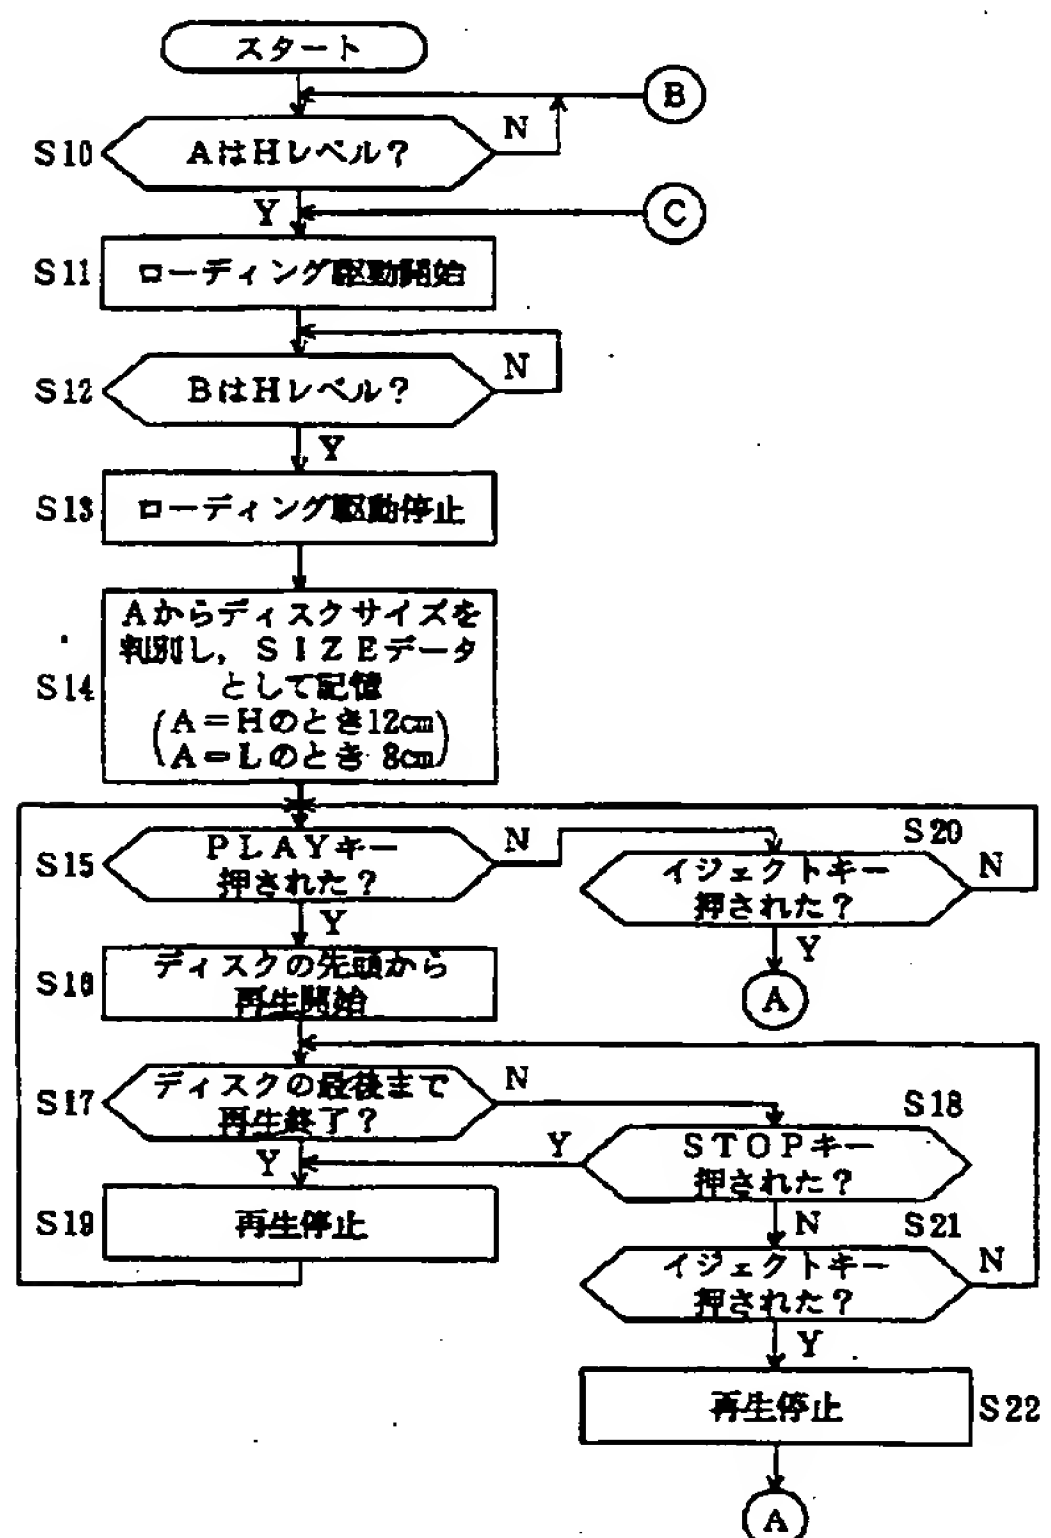 スタート
B
S10
AはHレベル？
N
Y
C
S11
ローディング駆動開始
S12
BはHレベル？
N
Y
S13
ローディング駆動停止
S14
Aからディスクサイズを
判別し，SIZEデータ
として記憶
(A＝Hのとき12cm)
(A＝Lのとき 8cm)
S15
PLAYキー
押された？
N
Y
S20
イジェクトキー
押された？
N
Y
A
S16
ディスクの先頭から
再生開始
S17
ディスクの最後まで
再生終了？
N
Y
S18
STOPキー
押された？
Y
N
S19
再生停止
S21
イジェクトキー
押された？
N
Y
再生停止
S22
A